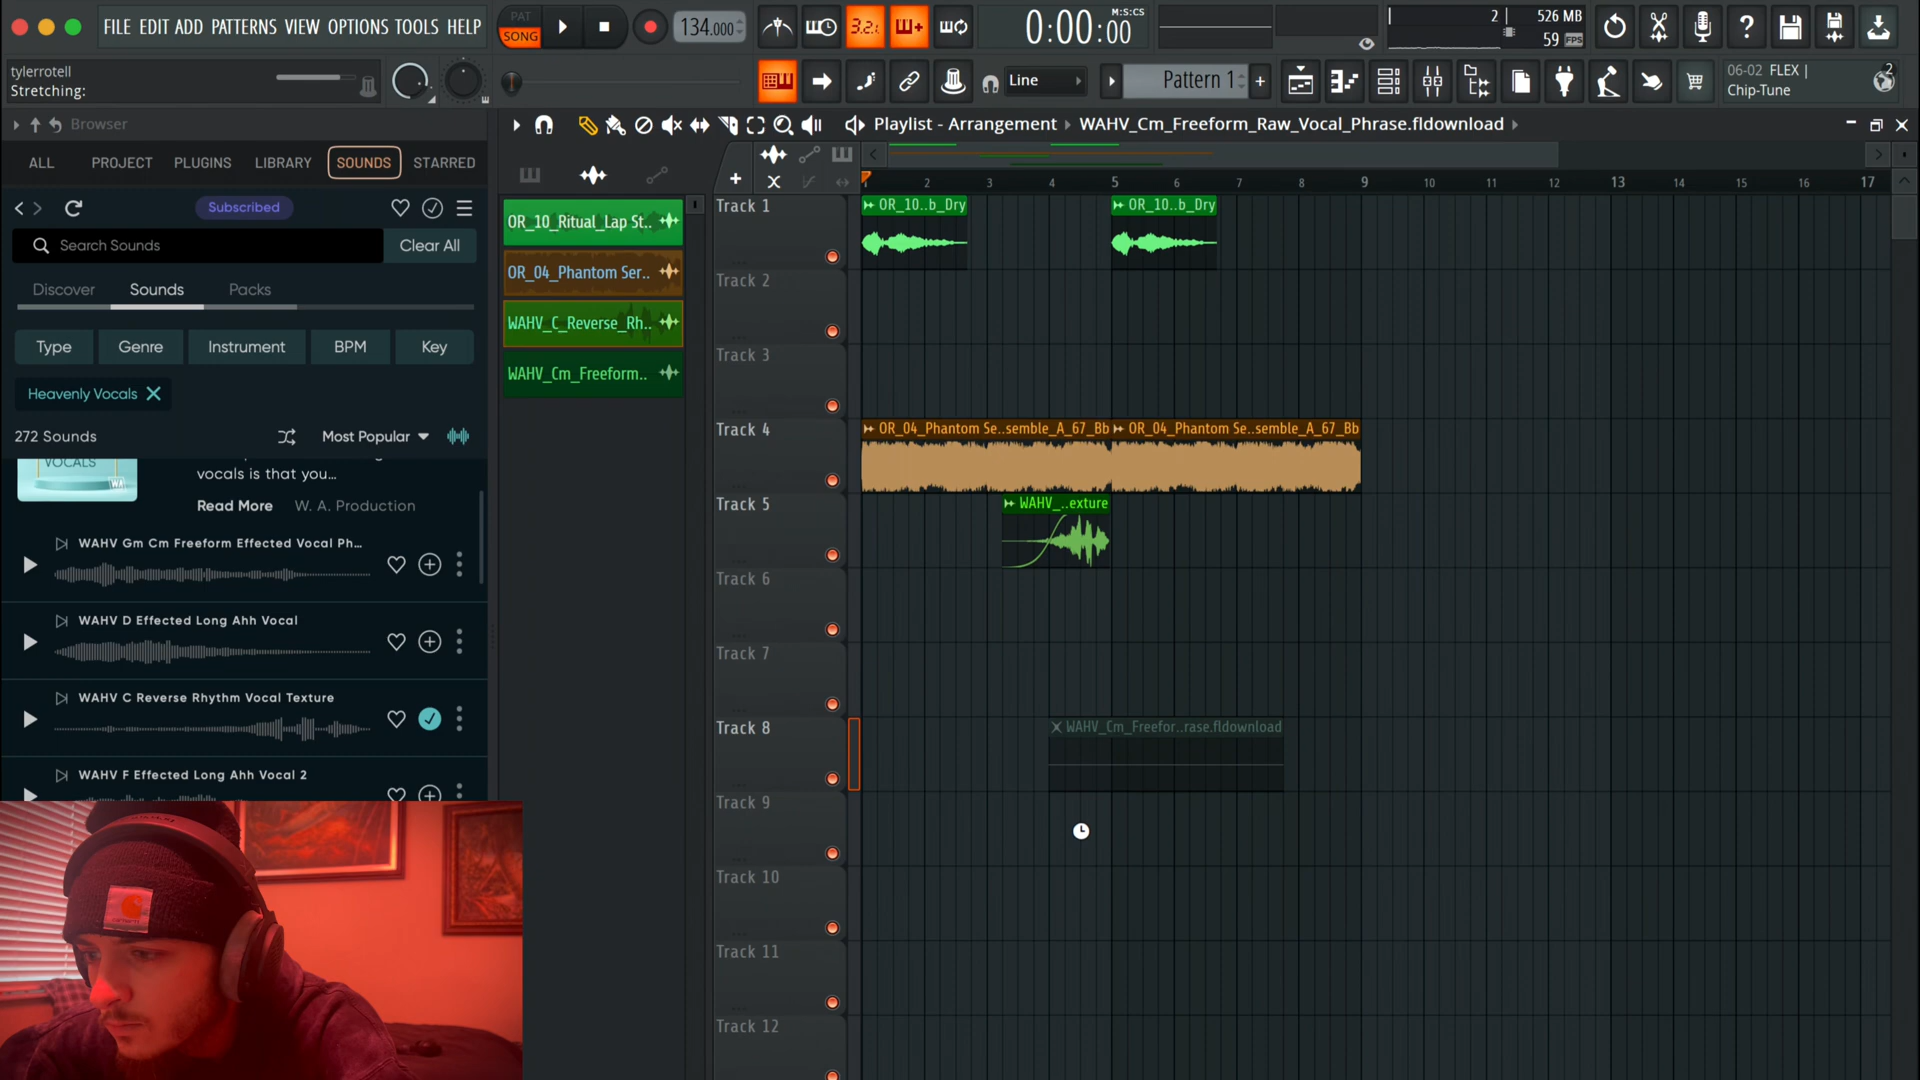 FILE EDIT ADD PATTERNS VIEW OPTIONS TOOLS HELP
PAT
SONG
134.000
3.2.
0:00:00
M:S:CS
2
526 MB
59 FPS
tylerrotell
Stretching:
Line
Pattern 1
+
06-02 FLEX |
Chip-Tune
2
Browser
Playlist - Arrangement WAHV_Cm_Freeform_Raw_Vocal_Phrase.fldownload
ALL PROJECT PLUGINS LIBRARY SOUNDS STARRED
Subscribed
Search Sounds
Clear All
Discover Sounds Packs
Type Genre Instrument BPM Key
Heavenly Vocals
272 Sounds
Most Popular
VOCALS
vocals is that you...
Read More W. A. Production
WAHV Gm Cm Freeform Effected Vocal Ph...
WAHV D Effected Long Ahh Vocal
WAHV C Reverse Rhythm Vocal Texture
WAHV F Effected Long Ahh Vocal 2
OR_10_Ritual_Lap St..
OR_04_Phantom Ser..
WAHV_C_Reverse_Rh..
WAHV_Cm_Freeform..
1 2 3 4 5 6 7 8 9 10 11 12 13 14 15 16 17
Track 1
OR_10..b_Dry
OR_10..b_Dry
Track 2
Track 3
Track 4
OR_04_Phantom Se..semble_A_67_Bb
OR_04_Phantom Se..semble_A_67_Bb
Track 5
WAHV_..exture
Track 6
Track 7
Track 8
WAHV_Cm_Freefor..rase.fldownload
Track 9
Track 10
Track 11
Track 12
carhartt